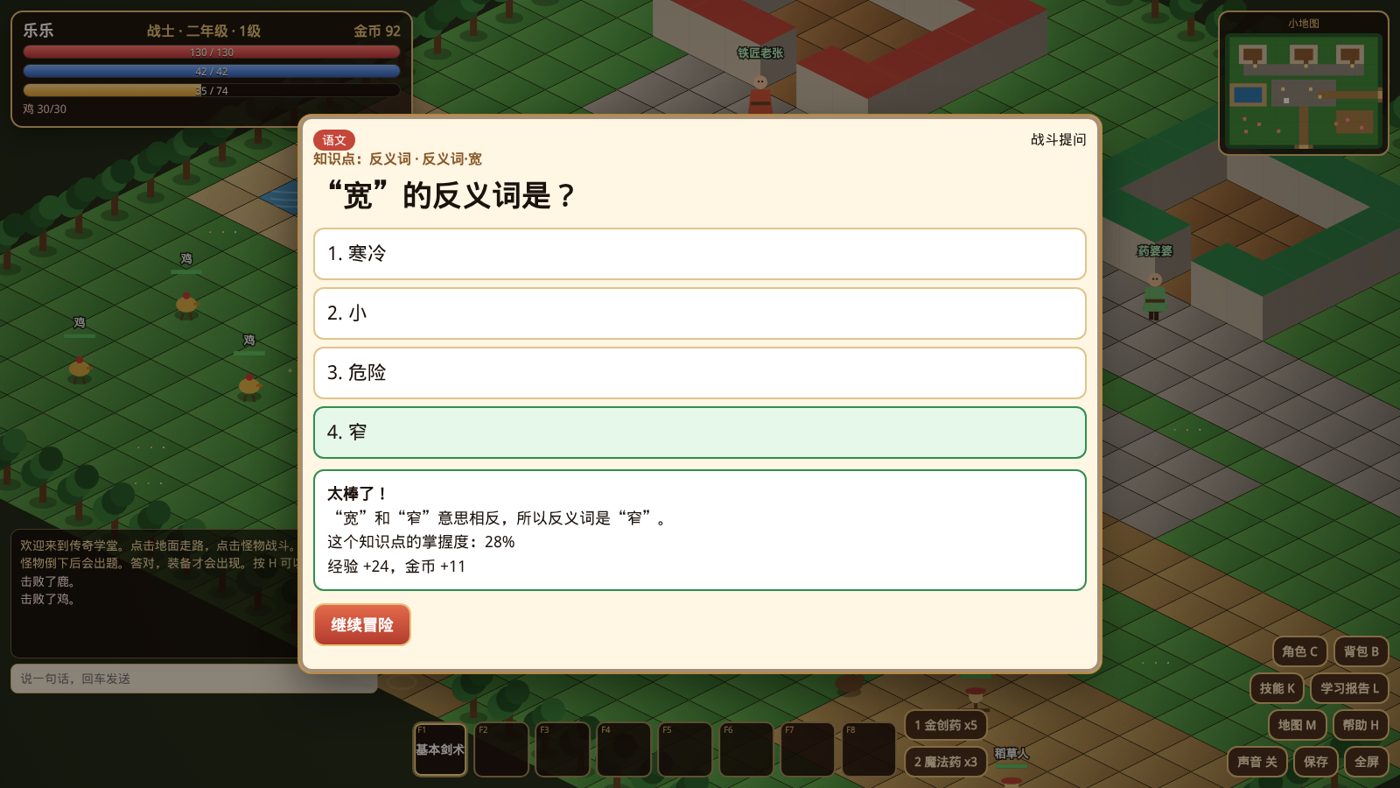 乐乐 战士 · 二年级 · 1级 金币 92
130 / 130
42 / 42
35 / 74
鸡 30/30
铁匠老张
小地图
药婆婆
鸡
鸡
鸡
语文 战斗提问
知识点：反义词 · 反义词·宽
“宽”的反义词是？
1. 寒冷
2. 小
3. 危险
4. 窄
太棒了！
“宽”和“窄”意思相反，所以反义词是“窄”。
这个知识点的掌握度：28%
经验 +24，金币 +11
继续冒险
欢迎来到传奇学堂。点击地面走路，点击怪物战斗。
怪物倒下后会出题。答对，装备才会出现。按 H 可
击败了鹿。
击败了鸡。
说一句话，回车发送
F1 F2 F3 F4 F5 F6 F7 F8
基本剑术
1 金创药 x5
2 魔法药 x3
稻草人
角色 C 背包 B
技能 K 学习报告 L
地图 M 帮助 H
声音 关 保存 全屏